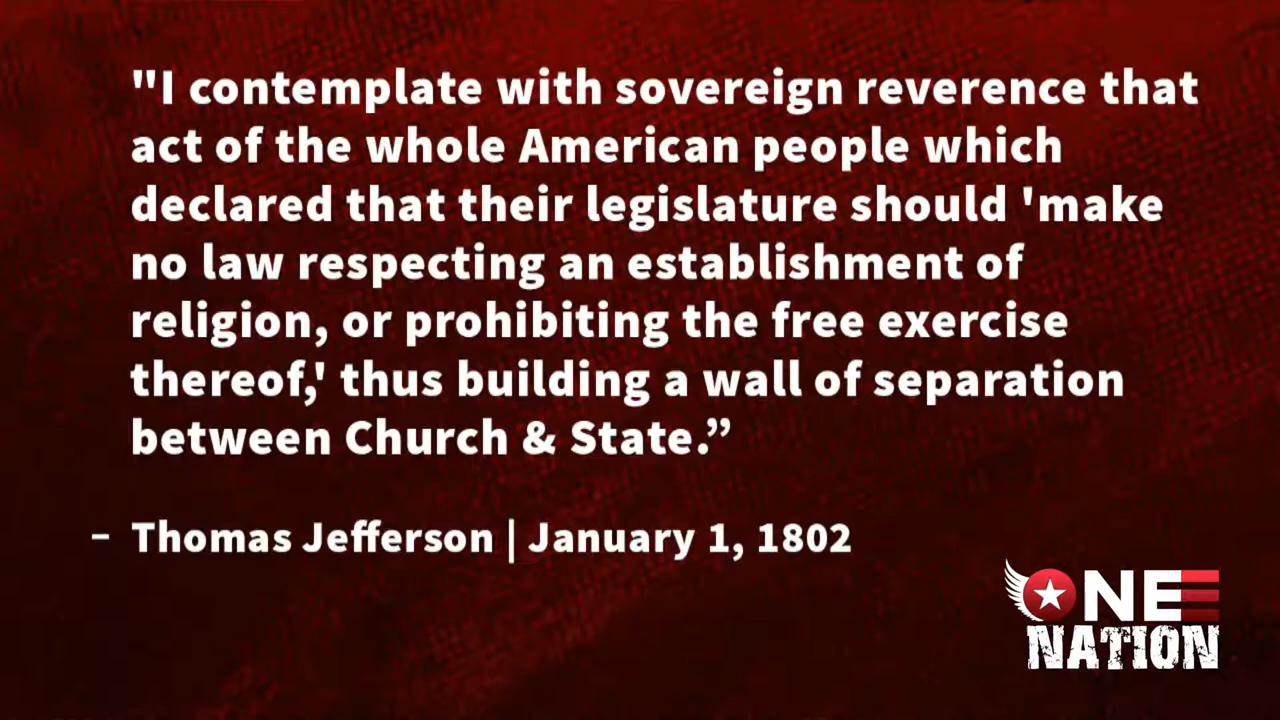 "I contemplate with sovereign reverence that
act of the whole American people which
declared that their legislature should 'make
no law respecting an establishment of
religion, or prohibiting the free exercise
thereof,' thus building a wall of separation
between Church & State.”
– Thomas Jefferson | January 1, 1802
ONE
NATION